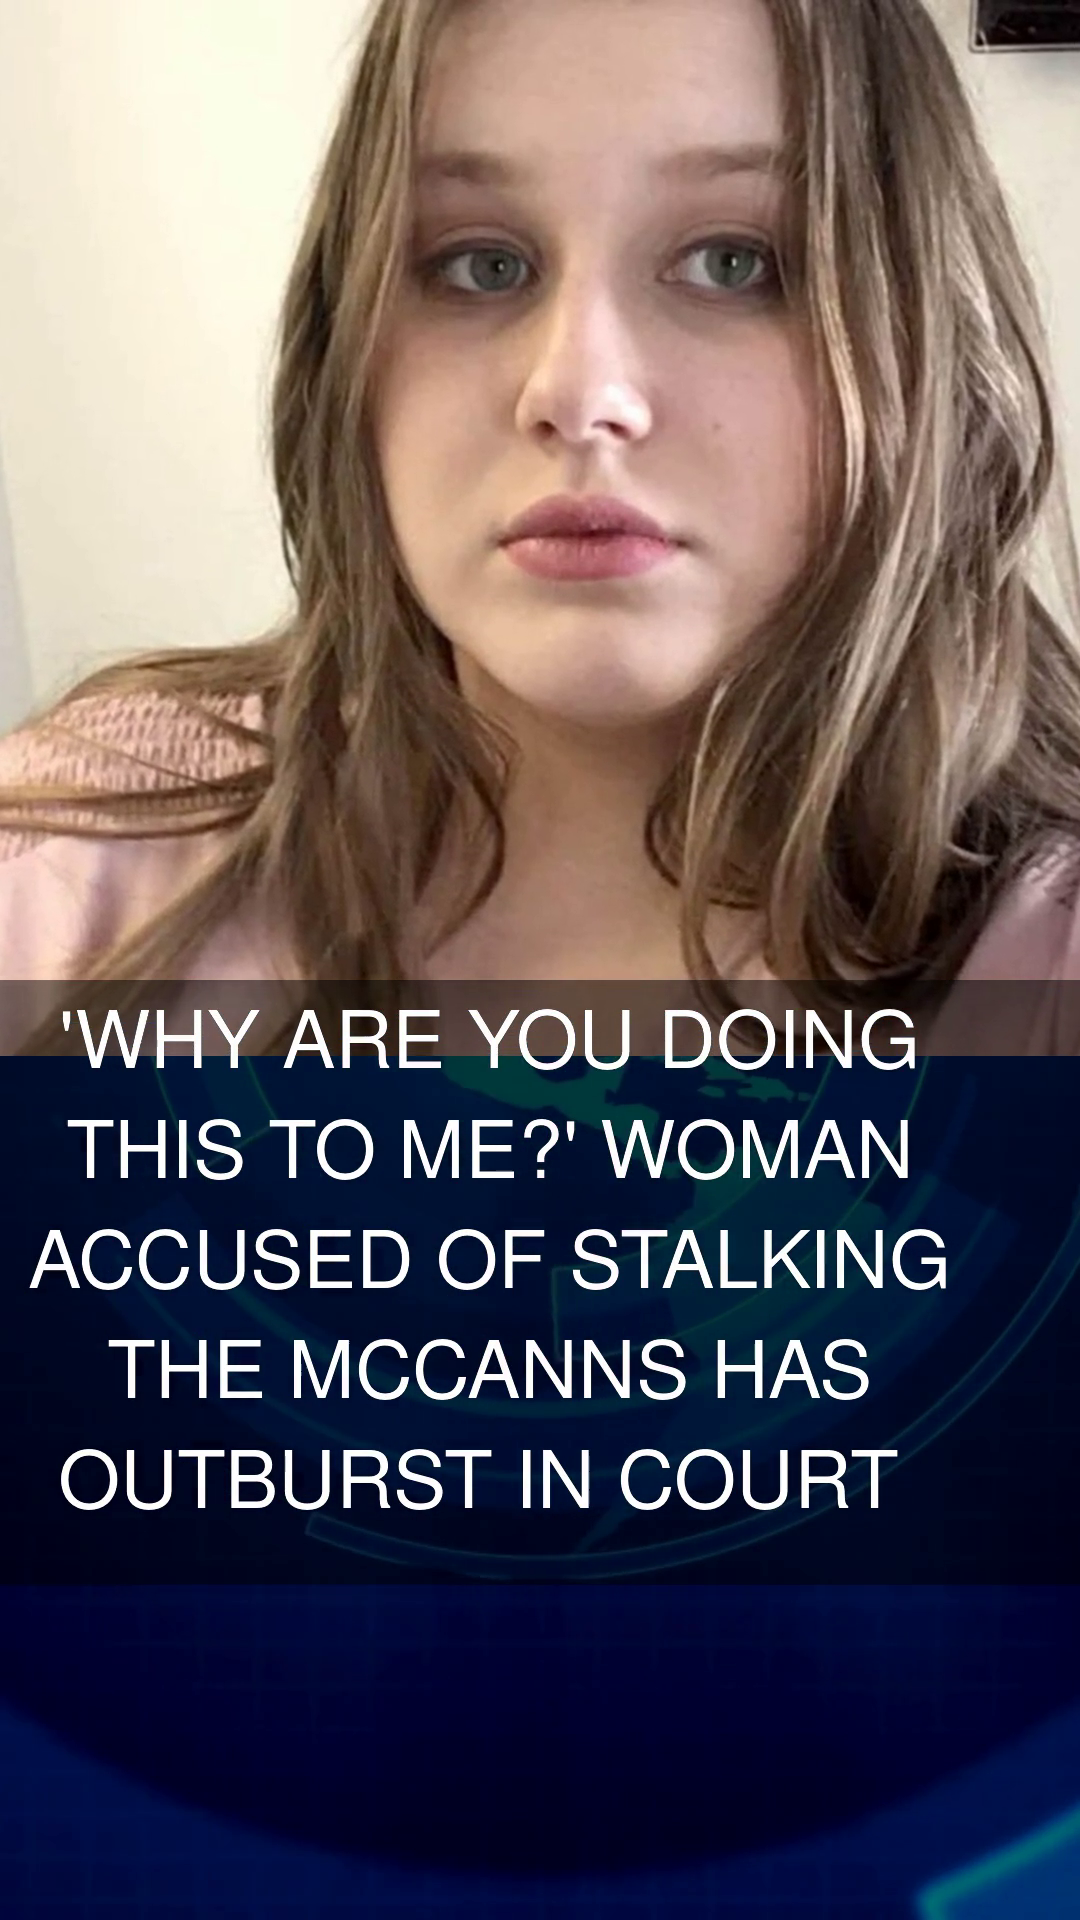 'WHY ARE YOU DOING
THIS TO ME?' WOMAN
ACCUSED OF STALKING
THE MCCANNS HAS
OUTBURST IN COURT